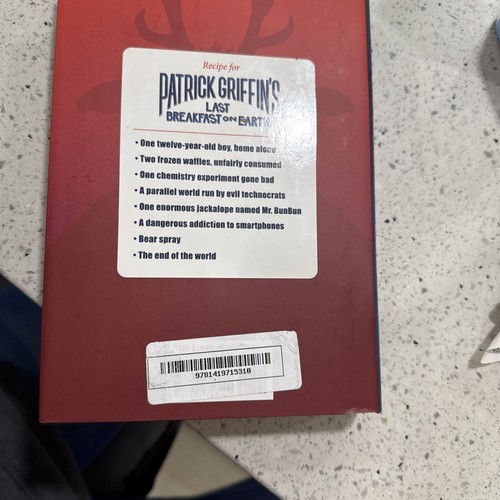 Recipe for
PATRICK GRIFFIN'S
LAST
BREAKFAST ON EARTH
• One twelve-year-old boy, home alone
• Two frozen waffles, unfairly consumed
• One chemistry experiment gone bad
• A parallel world run by evil technocrats
• One enormous jackalope named Mr. BunBun
• A dangerous addiction to smartphones
• Bear spray
• The end of the world
9781419715310